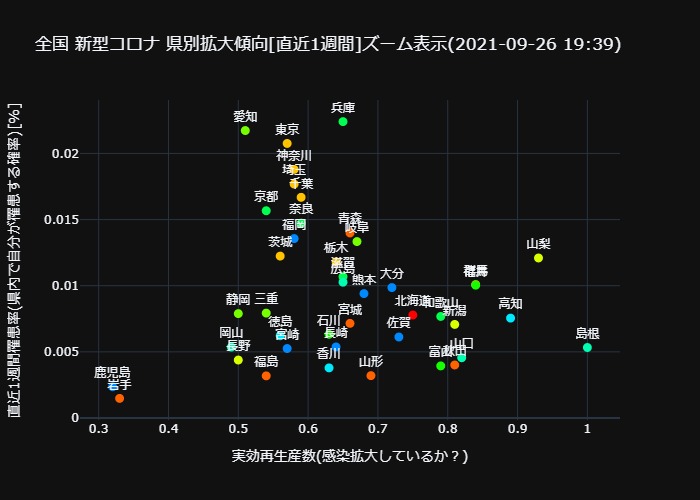 全国 新型コロナ 県別拡大傾向[直近1週間]ズーム表示(2021-09-26 19:39)
直近1週間罹患率(県内で自分が罹患する確率)[%]
兵庫
愛知
東京
神奈川
0.02
埼玉
千葉
京都
奈良
青森
0.015
福岡
岐阜
茨城
栃木
山梨
広島
大分
熊本
0.01
静岡
三重
宮城
北海道
和歌山
新潟
高知
徳島
石川
佐賀
岡山
宮崎
長崎
島根
長野
山口
0.005
香川
富山
福島
山形
鹿児島
岩手
0
0.3
0.4
0.5
0.6
0.7
0.8
0.9
1
実効再生産数(感染拡大しているか？)